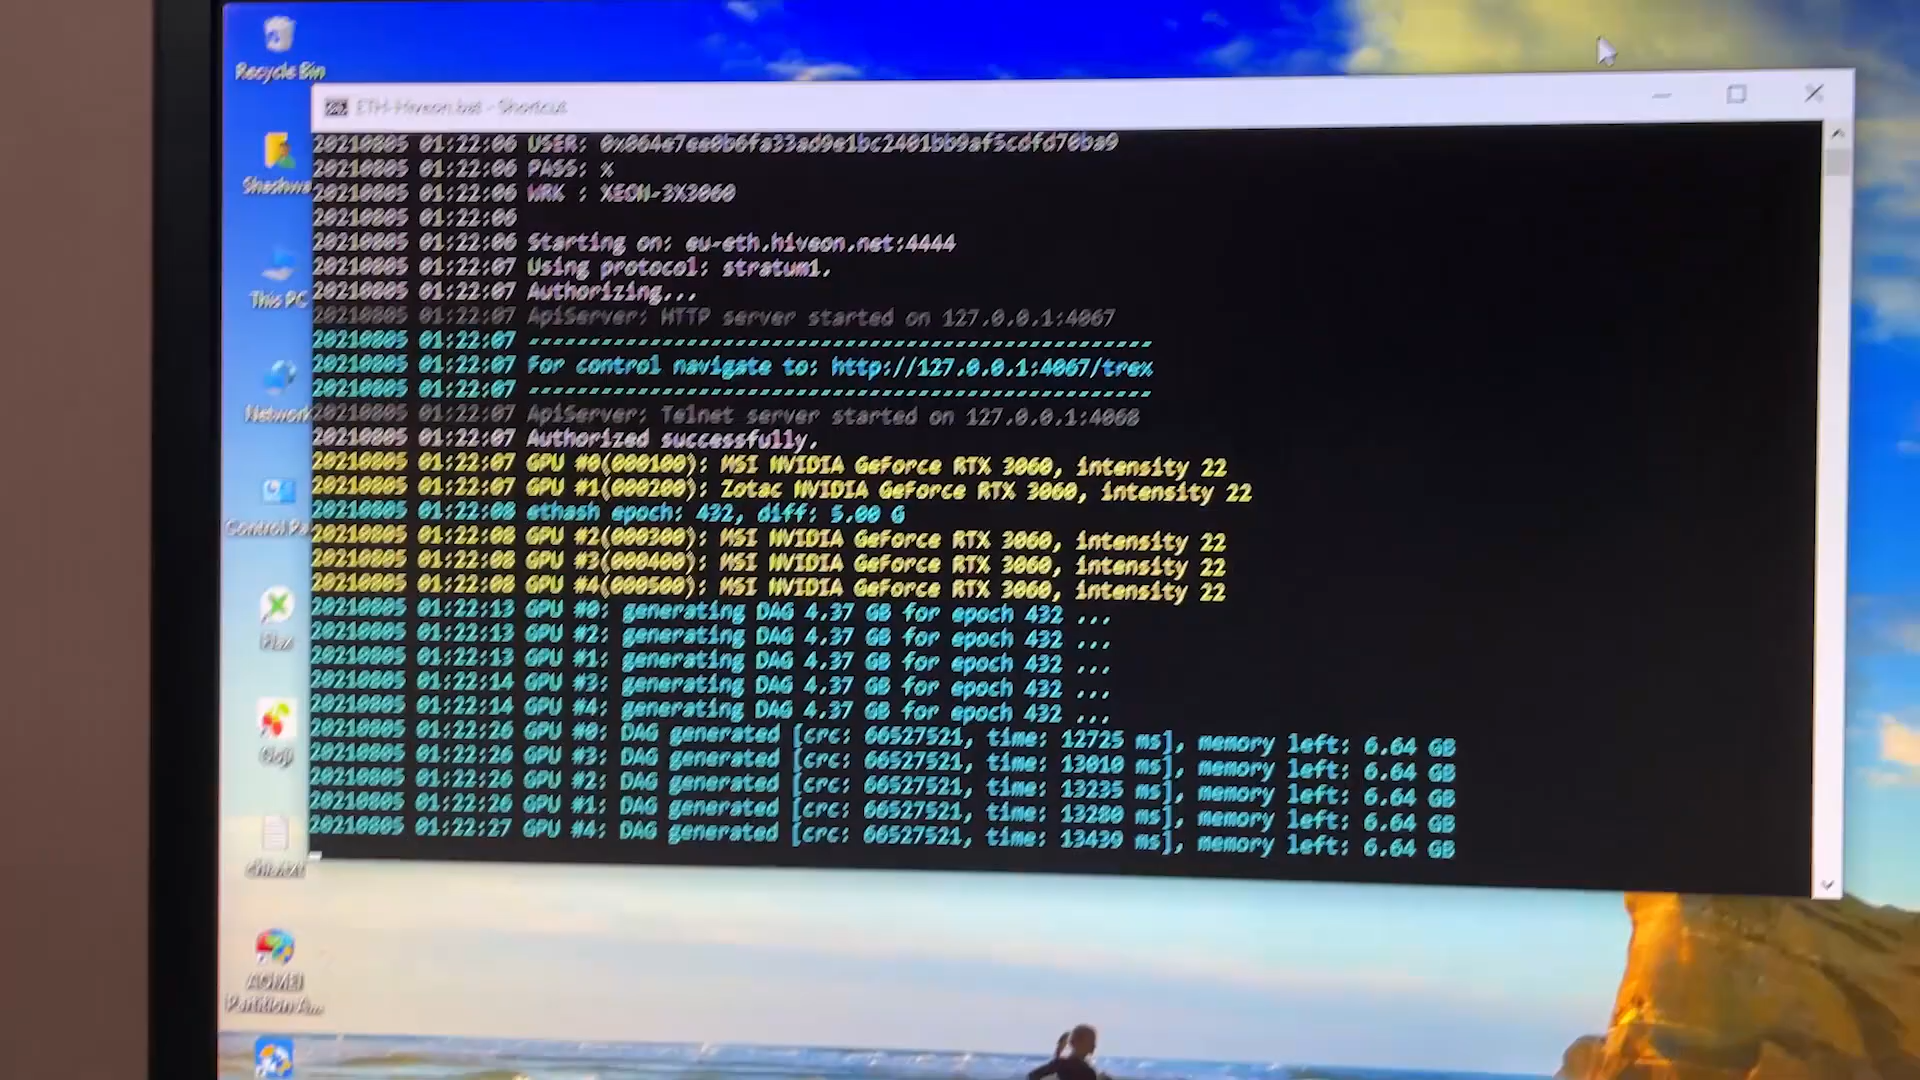 Recycle Bin
ETH-Hiveon.bat - Shortcut
20210805 01:22:06 USER: 0x064e7ee0b6fa33ad9e1bc2401bb9af5cdfd70ba9
20210805 01:22:06 PASS: %
20210805 01:22:06 WRK : XEON-3X3060
20210805 01:22:06
20210805 01:22:06 Starting on: eu-eth.hiveon.net:4444
20210805 01:22:07 Using protocol: stratum1.
20210805 01:22:07 Authorizing...
20210805 01:22:07 ApiServer: HTTP server started on 127.0.0.1:4067
20210805 01:22:07 ---------------------------------------------------
20210805 01:22:07 For control navigate to: http://127.0.0.1:4067/trex
20210805 01:22:07 ---------------------------------------------------
20210805 01:22:07 ApiServer: Telnet server started on 127.0.0.1:4068
20210805 01:22:07 Authorized successfully.
20210805 01:22:07 GPU #0(000100): MSI NVIDIA GeForce RTX 3060, intensity 22
20210805 01:22:07 GPU #1(000200): Zotac NVIDIA GeForce RTX 3060, intensity 22
20210805 01:22:08 ethash epoch: 432, diff: 5.00 G
20210805 01:22:08 GPU #2(000300): MSI NVIDIA GeForce RTX 3060, intensity 22
20210805 01:22:08 GPU #3(000400): MSI NVIDIA GeForce RTX 3060, intensity 22
20210805 01:22:08 GPU #4(000500): MSI NVIDIA GeForce RTX 3060, intensity 22
20210805 01:22:13 GPU #0: generating DAG 4.37 GB for epoch 432 ...
20210805 01:22:13 GPU #2: generating DAG 4.37 GB for epoch 432 ...
20210805 01:22:13 GPU #1: generating DAG 4.37 GB for epoch 432 ...
20210805 01:22:14 GPU #3: generating DAG 4.37 GB for epoch 432 ...
20210805 01:22:14 GPU #4: generating DAG 4.37 GB for epoch 432 ...
20210805 01:22:26 GPU #0: DAG generated [crc: 66527521, time: 12725 ms], memory left: 6.64 GB
20210805 01:22:26 GPU #3: DAG generated [crc: 66527521, time: 13010 ms], memory left: 6.64 GB
20210805 01:22:26 GPU #2: DAG generated [crc: 66527521, time: 13235 ms], memory left: 6.64 GB
20210805 01:22:26 GPU #1: DAG generated [crc: 66527521, time: 13280 ms], memory left: 6.64 GB
20210805 01:22:27 GPU #4: DAG generated [crc: 66527521, time: 13439 ms], memory left: 6.64 GB
Shashwa
This PC
Network
Control Pa
Flax
AOMEI
Partition A...